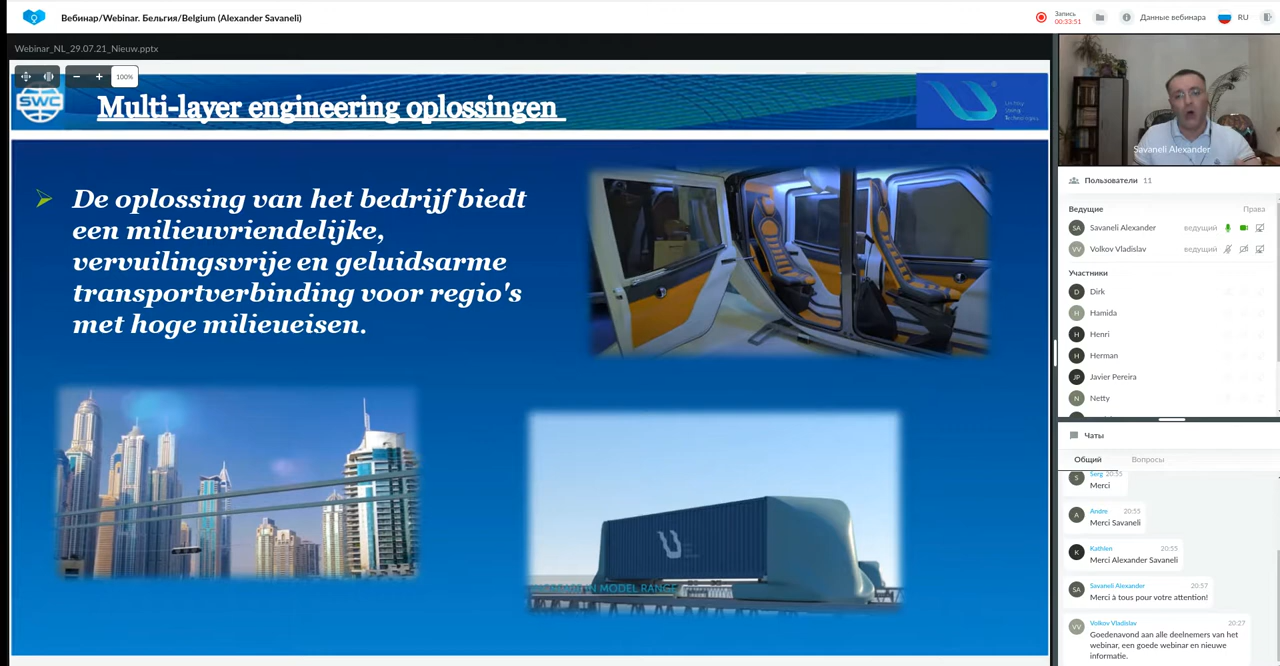 Вебинар/Webinar. Бельгия/Belgium (Alexander Savaneli)
Запись
00:33:51
Данные вебинара
RU
Webinar_NL_29.07.21_Nieuw.pptx
100%
SWC
Multi-layer engineering oplossingen
De oplossing van het bedrijf biedt
een milieuvriendelijke,
vervuilingsvrije en geluidsarme
transportverbinding voor regio's
met hoge milieueisen.
MODEL RANGE
Savaneli Alexander
Пользователи 11
Ведущие
Права
SA Savaneli Alexander ведущий
VV Volkov Vladislav ведущий
Участники
D Dirk
H Hamida
H Henri
H Herman
JP Javier Pereira
N Netty
Чаты
Общий Вопросы
S Serg 20:55
Merci
A Andre 20:55
Merci Savaneli
K Kathlen 20:55
Merci Alexander Savaneli
SA Savaneli Alexander 20:57
Merci à tous pour votre attention!
VV Volkov Vladislav 20:27
Goedenavond aan alle deelnemers van het
webinar, een goede webinar en nieuwe
informatie.